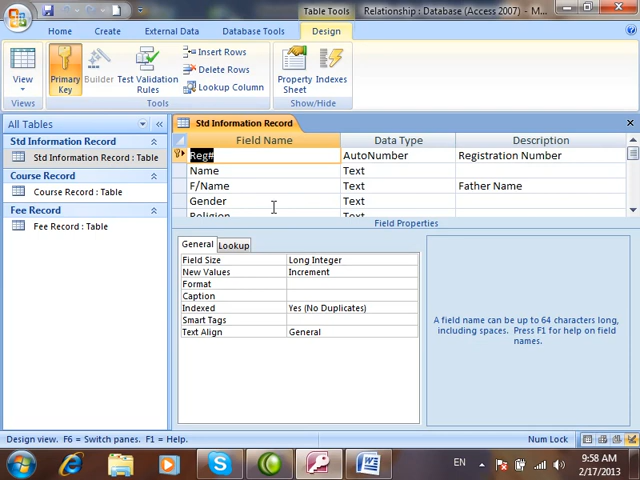 Table Tools
Relationship : Database (Access 2007) - M...
Home
Create
External Data
Database Tools
Design
View
Primary
Key
Builder
Test Validation
Rules
Insert Rows
Delete Rows
Lookup Column
Property
Sheet
Indexes
Views
Tools
Show/Hide
All Tables
Std Information Record
Std Information Record : Table
Course Record
Course Record : Table
Fee Record
Fee Record : Table
Std Information Record
Field Name
Data Type
Description
Reg#
AutoNumber
Registration Number
Name
Text
F/Name
Text
Father Name
Gender
Text
Religion
Text
Field Properties
General
Lookup
Field Size
Long Integer
New Values
Increment
Format
Caption
Indexed
Yes (No Duplicates)
Smart Tags
Text Align
General
A field name can be up to 64 characters long,
including spaces. Press F1 for help on field
names.
Design view. F6 = Switch panes. F1 = Help.
Num Lock
EN
9:58 AM
2/17/2013